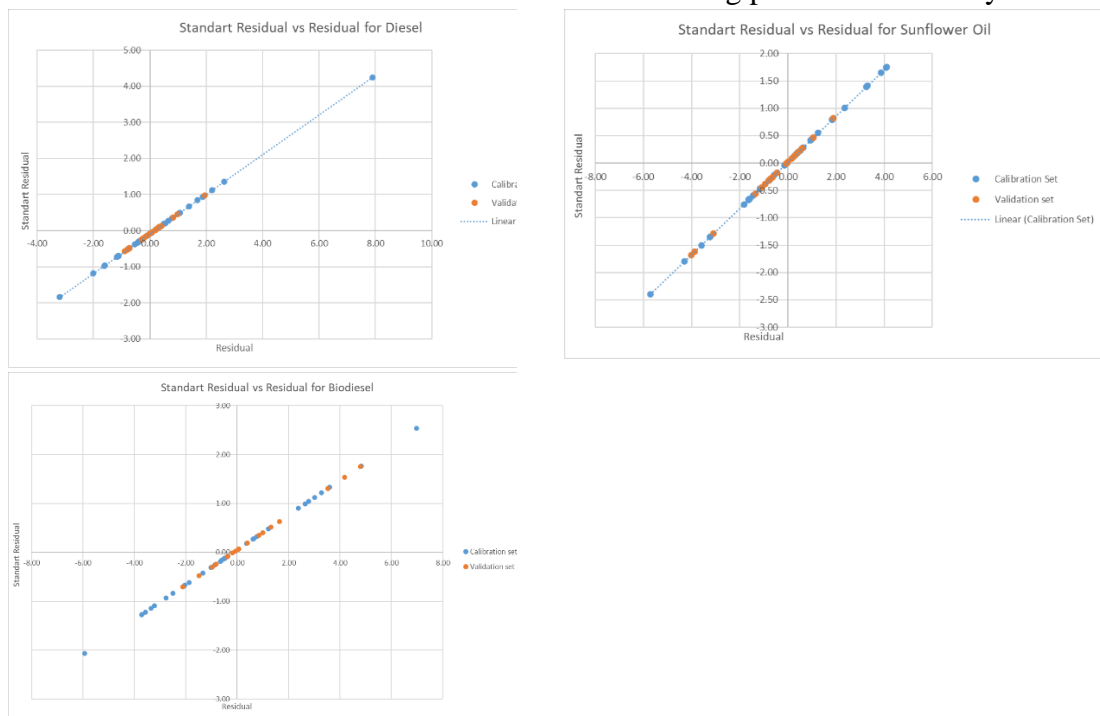 Standart Residual vs Residual for Diesel
5.00
4.00
3.00
2.00
1.00
0.00
-1.00
-2.00
-3.00
-4.00 -2.00 0.00 2.00 4.00 6.00 8.00 10.00
Standart Residual
Residual
Calibra
Valida
Linear
Standart Residual vs Residual for Sunflower Oil
2.00
1.50
1.00
0.50
0.00
-0.50
-1.00
-1.50
-2.00
-2.50
-3.00
-8.00 -6.00 -4.00 -2.00 0.00 2.00 4.00 6.00
Standart Residual
Residual
Calibration Set
Validation set
Linear (Calibration Set)
Standart Residual vs Residual for Biodiesel
3.00
2.00
1.00
0.00
-1.00
-2.00
-3.00
-8.00 -6.00 -4.00 -2.00 0.00 2.00 4.00 6.00 8.00
Standart Residual
Residual
Calibration set
Validation set